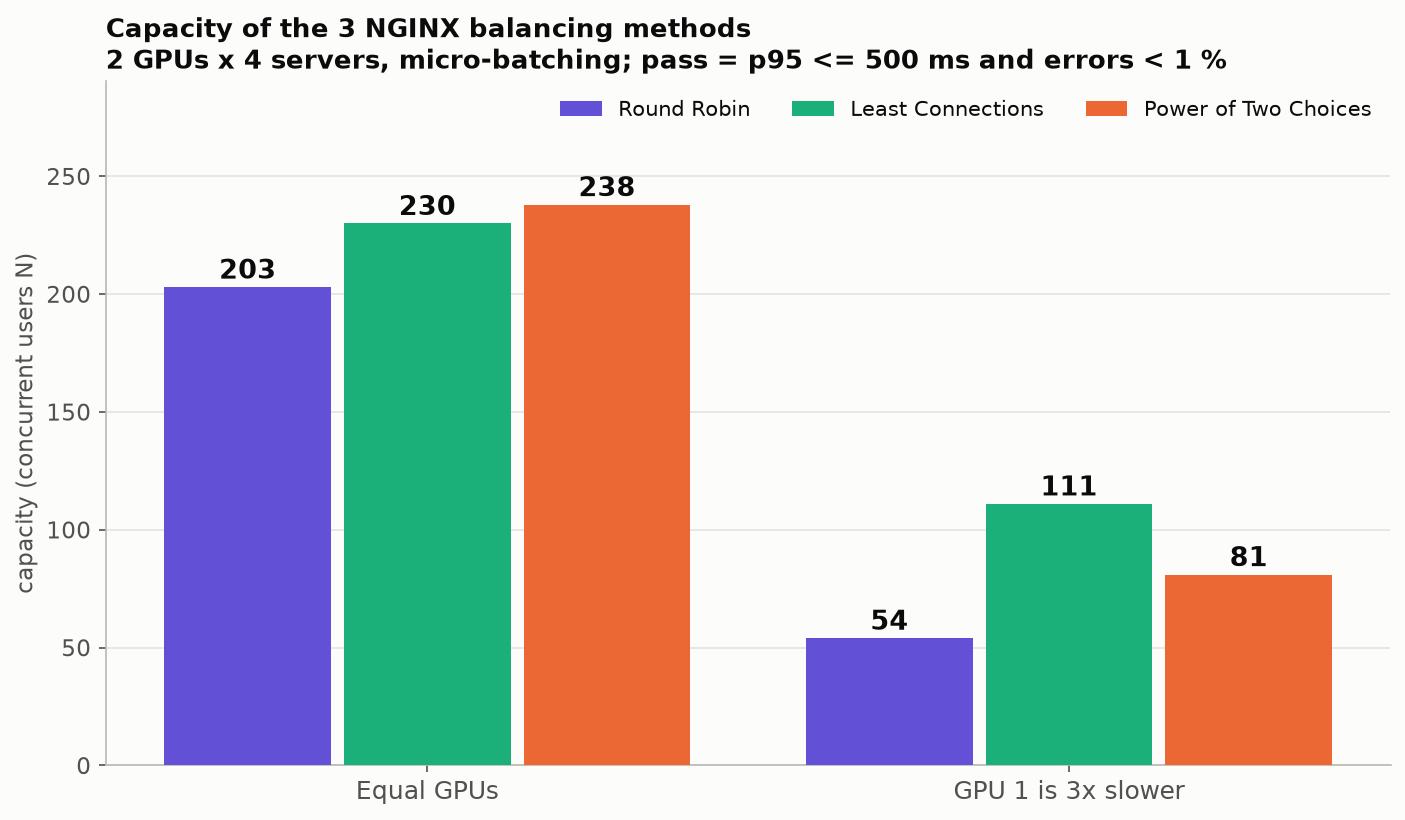 Capacity of the 3 NGINX balancing methods
2 GPUs x 4 servers, micro-batching; pass = p95 <= 500 ms and errors < 1 %
Round Robin
Least Connections
Power of Two Choices
capacity (concurrent users N)
250
200
150
100
50
0
203
230
238
54
111
81
Equal GPUs
GPU 1 is 3x slower